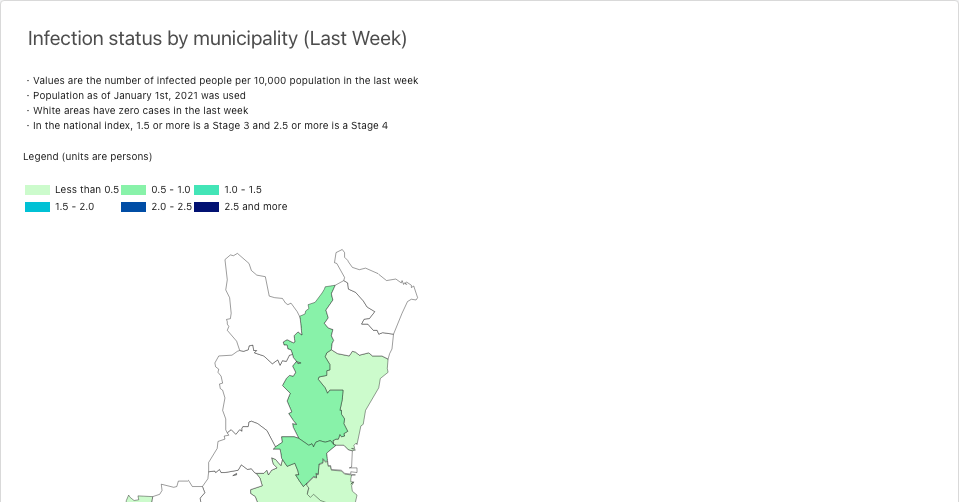 Infection status by municipality (Last Week)
· Values are the number of infected people per 10,000 population in the last week
· Population as of January 1st, 2021 was used
· White areas have zero cases in the last week
· In the national index, 1.5 or more is a Stage 3 and 2.5 or more is a Stage 4
Legend (units are persons)
Less than 0.5 0.5 - 1.0 1.0 - 1.5
1.5 - 2.0 2.0 - 2.5 2.5 and more